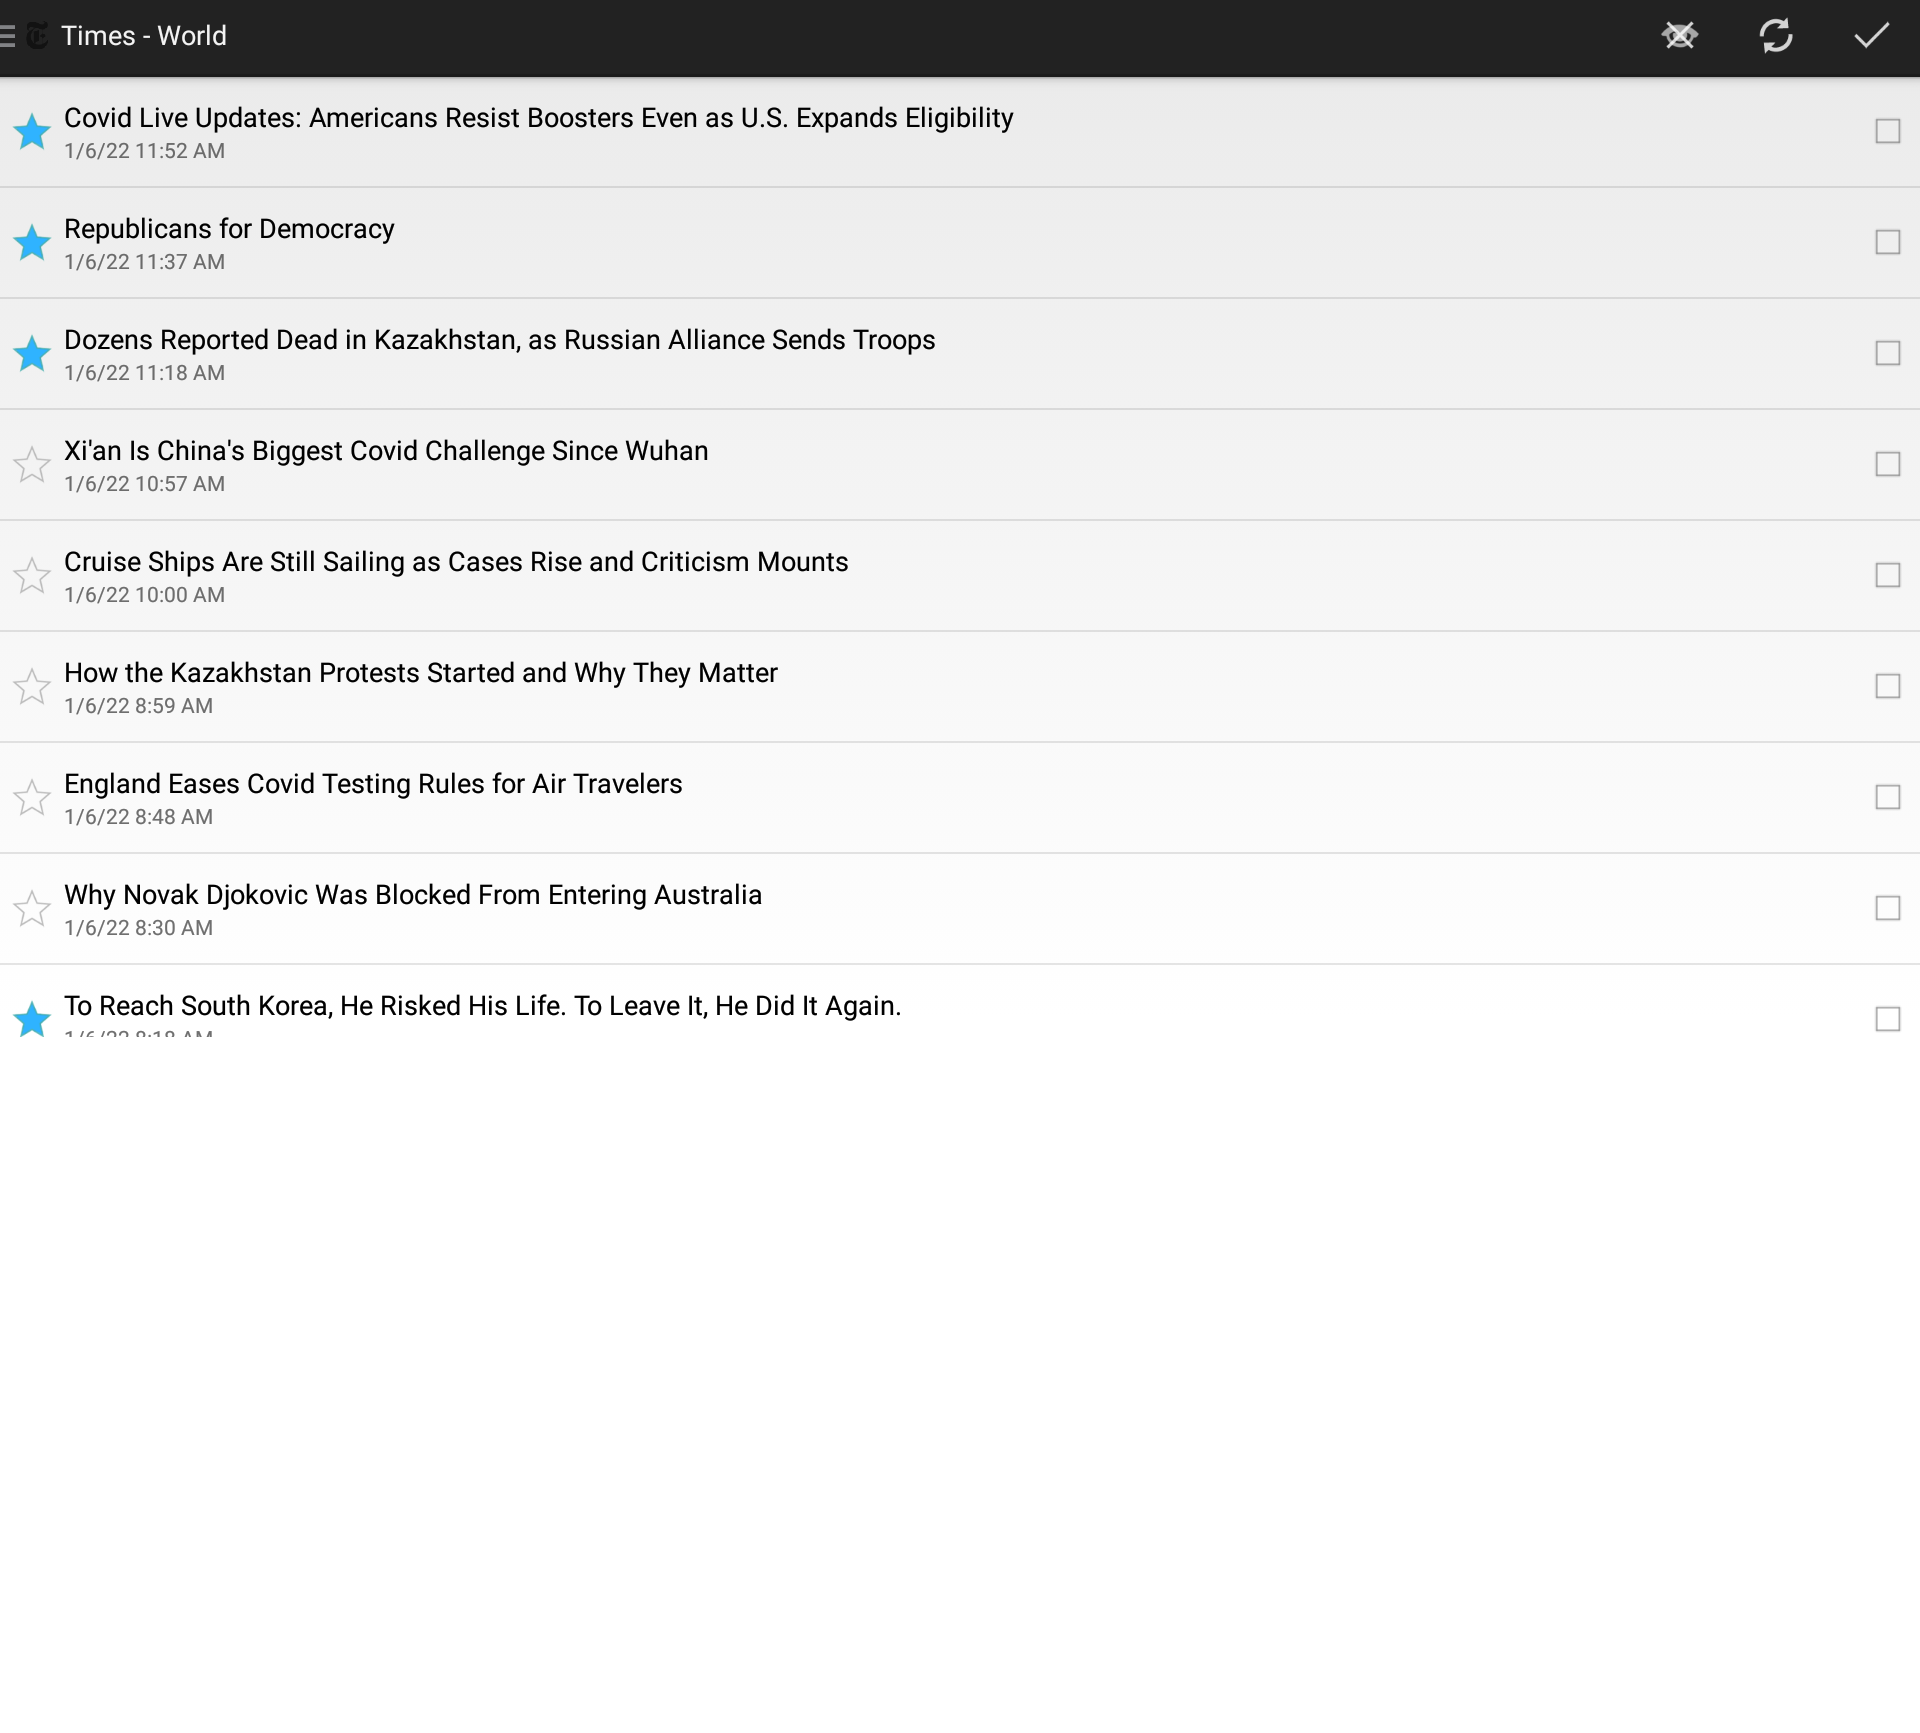 Times - World
Covid Live Updates: Americans Resist Boosters Even as U.S. Expands Eligibility
1/6/22 11:52 AM
Republicans for Democracy
1/6/22 11:37 AM
Dozens Reported Dead in Kazakhstan, as Russian Alliance Sends Troops
1/6/22 11:18 AM
Xi'an Is China's Biggest Covid Challenge Since Wuhan
1/6/22 10:57 AM
Cruise Ships Are Still Sailing as Cases Rise and Criticism Mounts
1/6/22 10:00 AM
How the Kazakhstan Protests Started and Why They Matter
1/6/22 8:59 AM
England Eases Covid Testing Rules for Air Travelers
1/6/22 8:48 AM
Why Novak Djokovic Was Blocked From Entering Australia
1/6/22 8:30 AM
To Reach South Korea, He Risked His Life. To Leave It, He Did It Again.